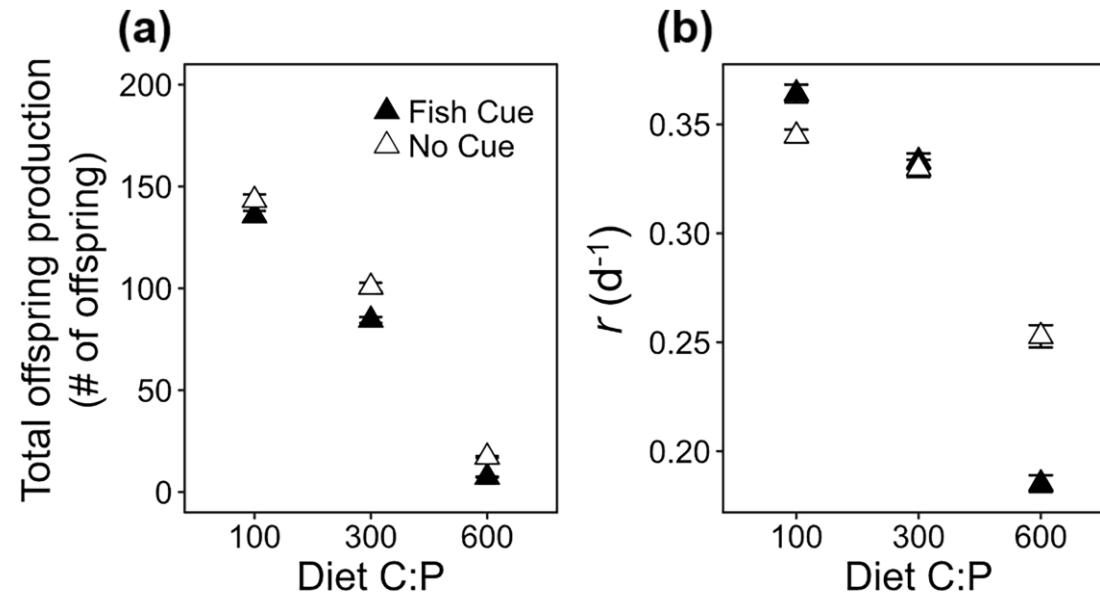 (a)
Total offspring production
(# of offspring)
200
150
100
50
0
Fish Cue
No Cue
100 300 600
Diet C:P
(b)
r (d⁻¹)
0.35
0.30
0.25
0.20
100 300 600
Diet C:P